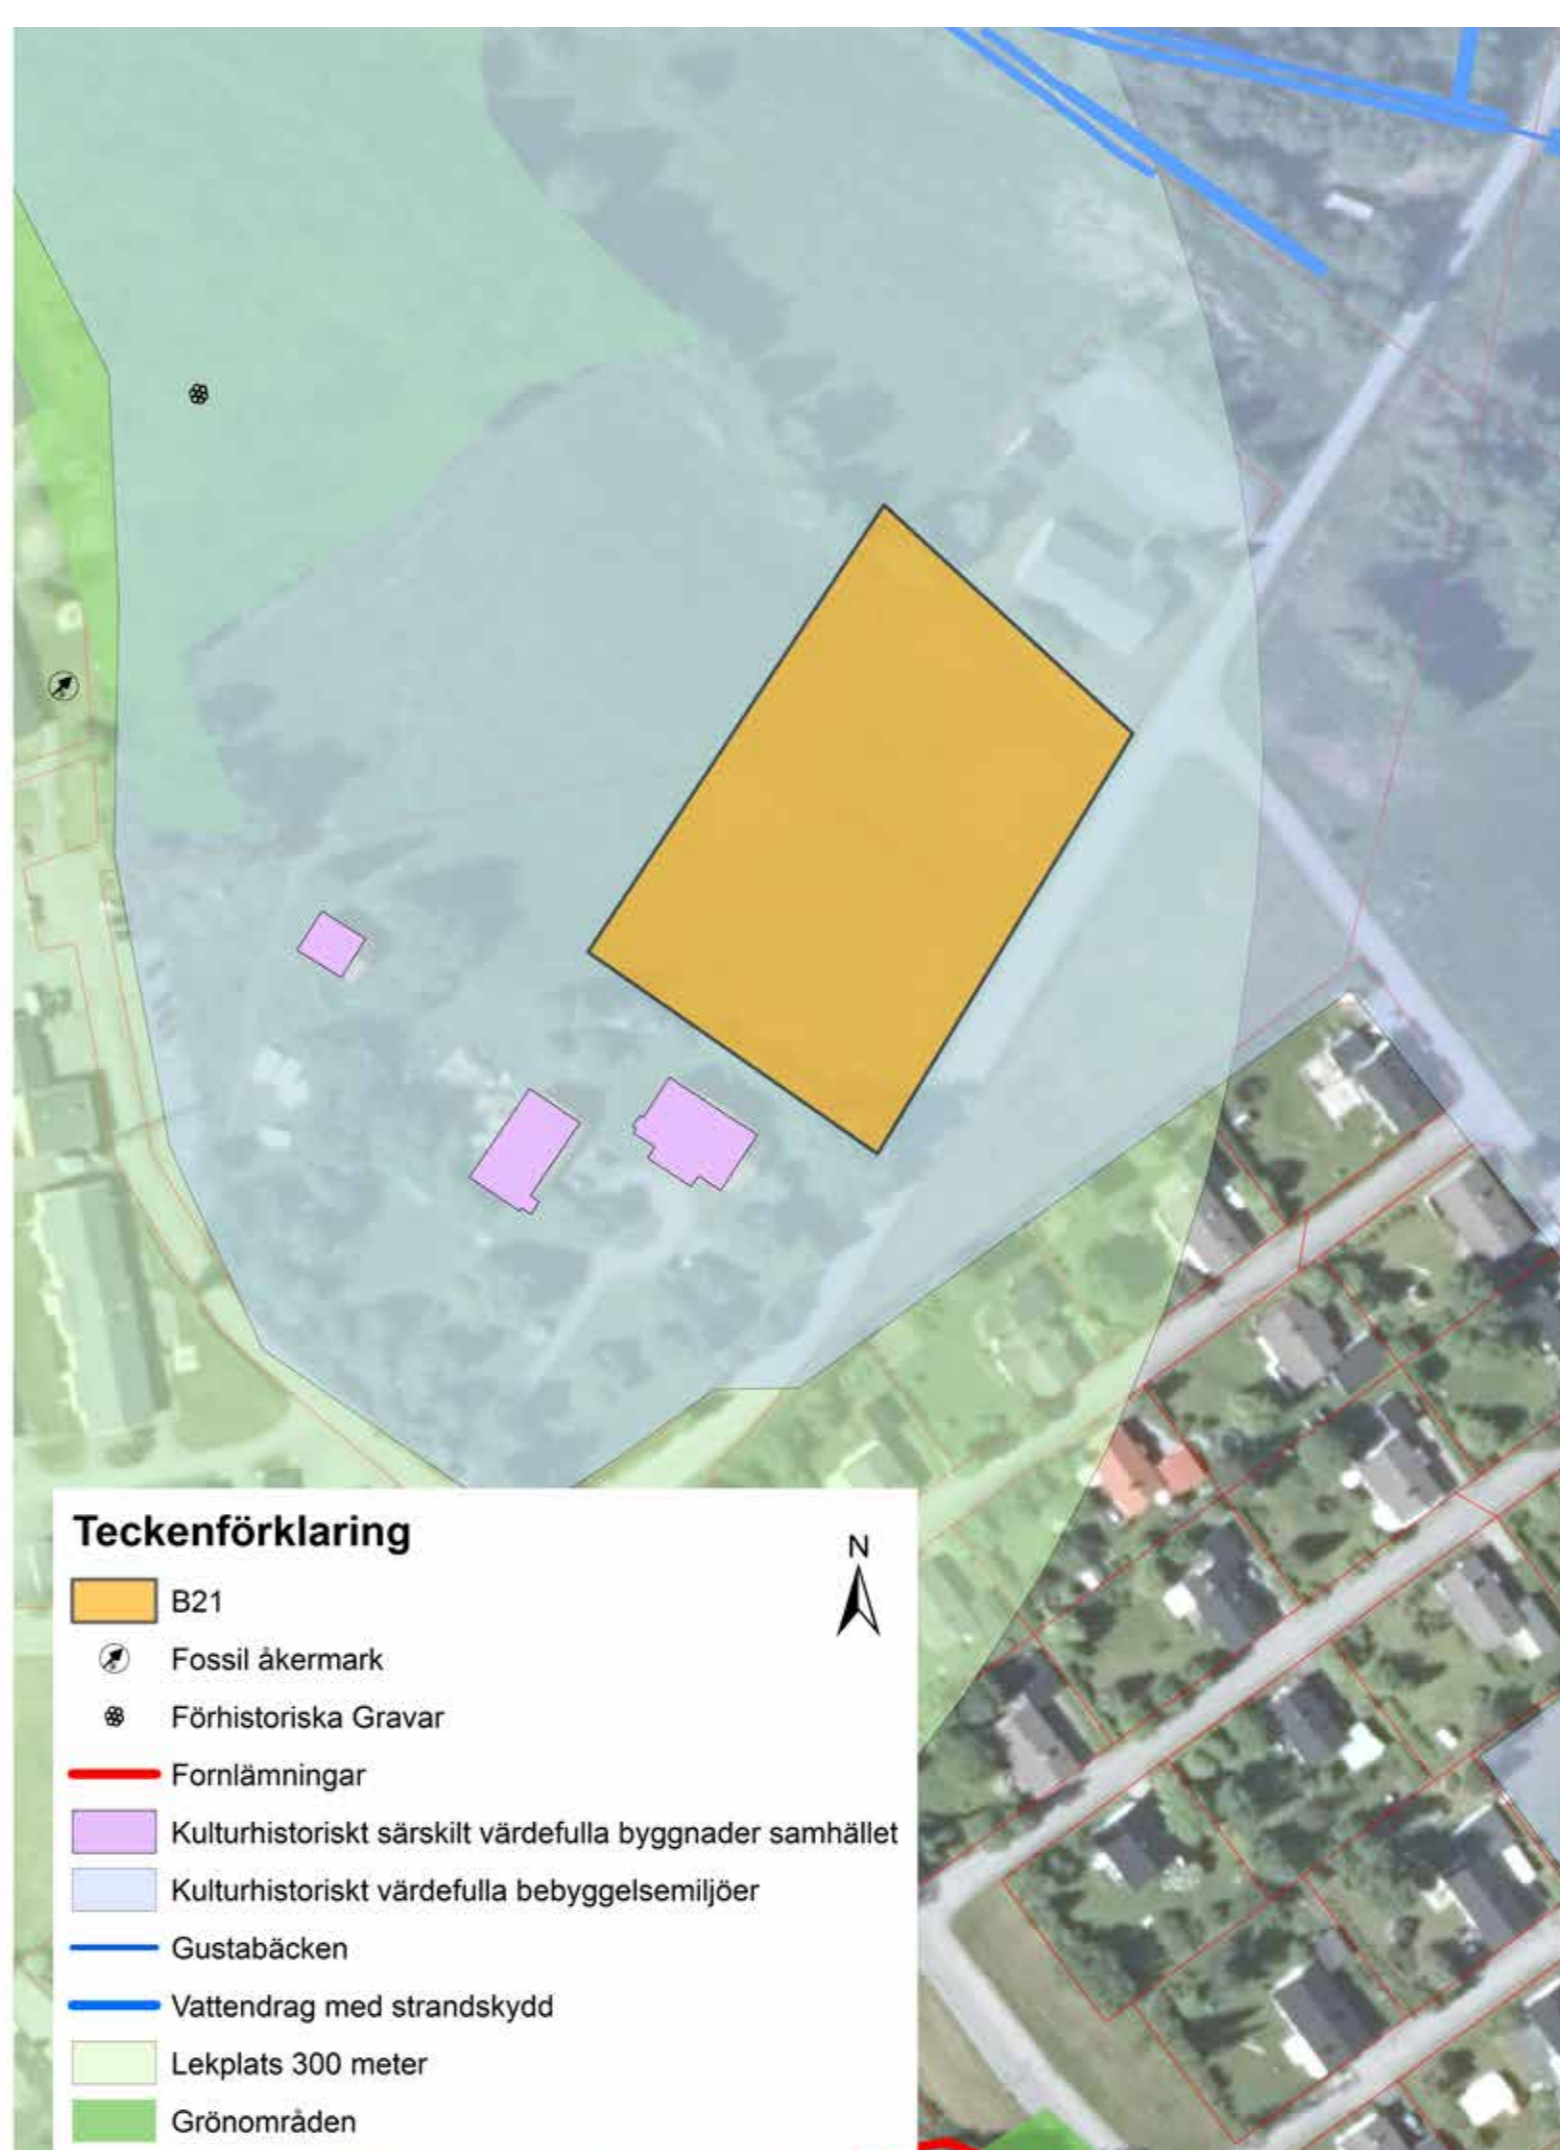 Teckenförklaring
N
B21
Fossil åkermark
Förhistoriska Gravar
Fornlämningar
Kulturhistoriskt särskilt värdefulla byggnader samhället
Kulturhistoriskt värdefulla bebyggelsemiljöer
Gustabäcken
Vattendrag med strandskydd
Lekplats 300 meter
Grönområden